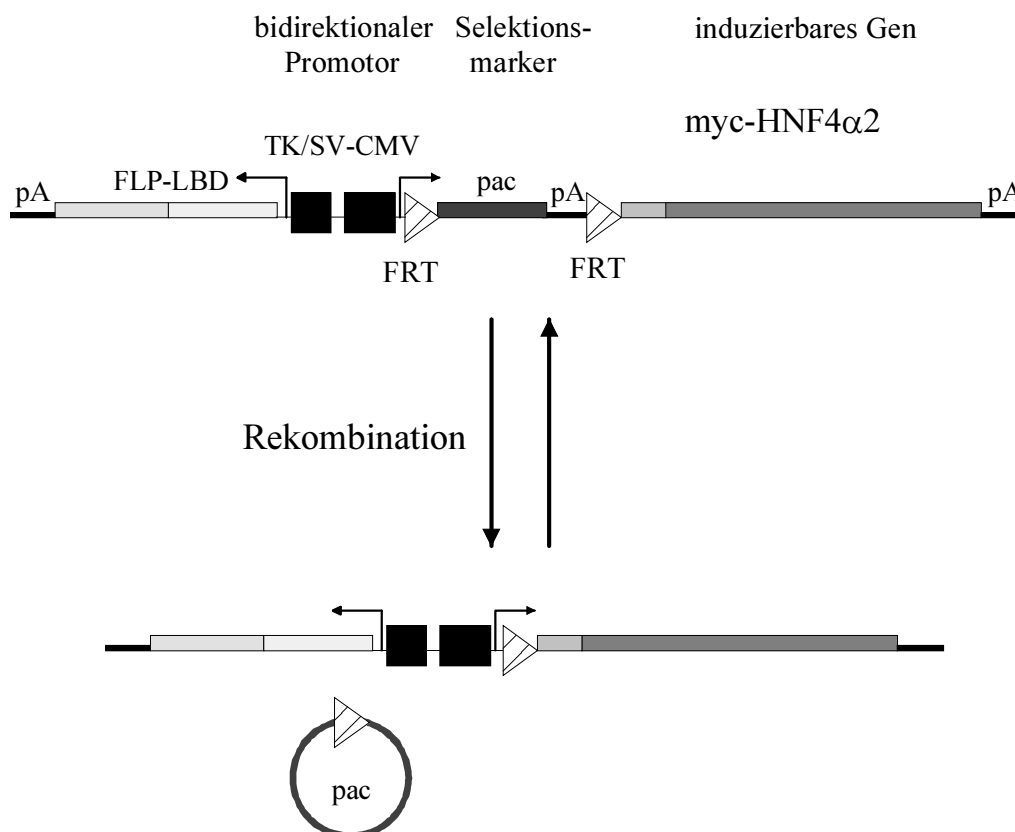 bidirektionaler
Promotor
Selektions-
marker
induzierbares Gen
myc-HNF4α2
TK/SV-CMV
pA
FLP-LBD
pac
pA
pA
FRT
FRT
Rekombination
pac